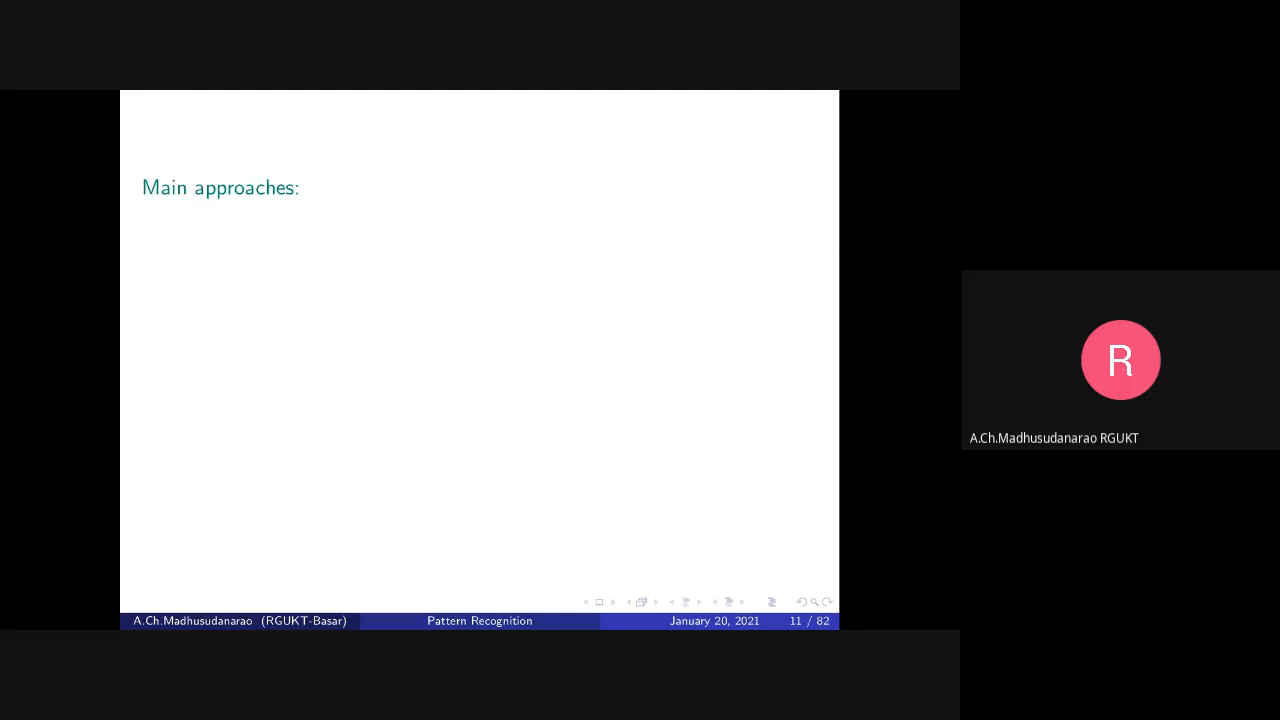 Main approaches:
R
A.Ch.Madhusudanarao RGUKT
A.Ch.Madhusudanarao (RGUKT-Basar) Pattern Recognition January 20, 2021 11 / 82